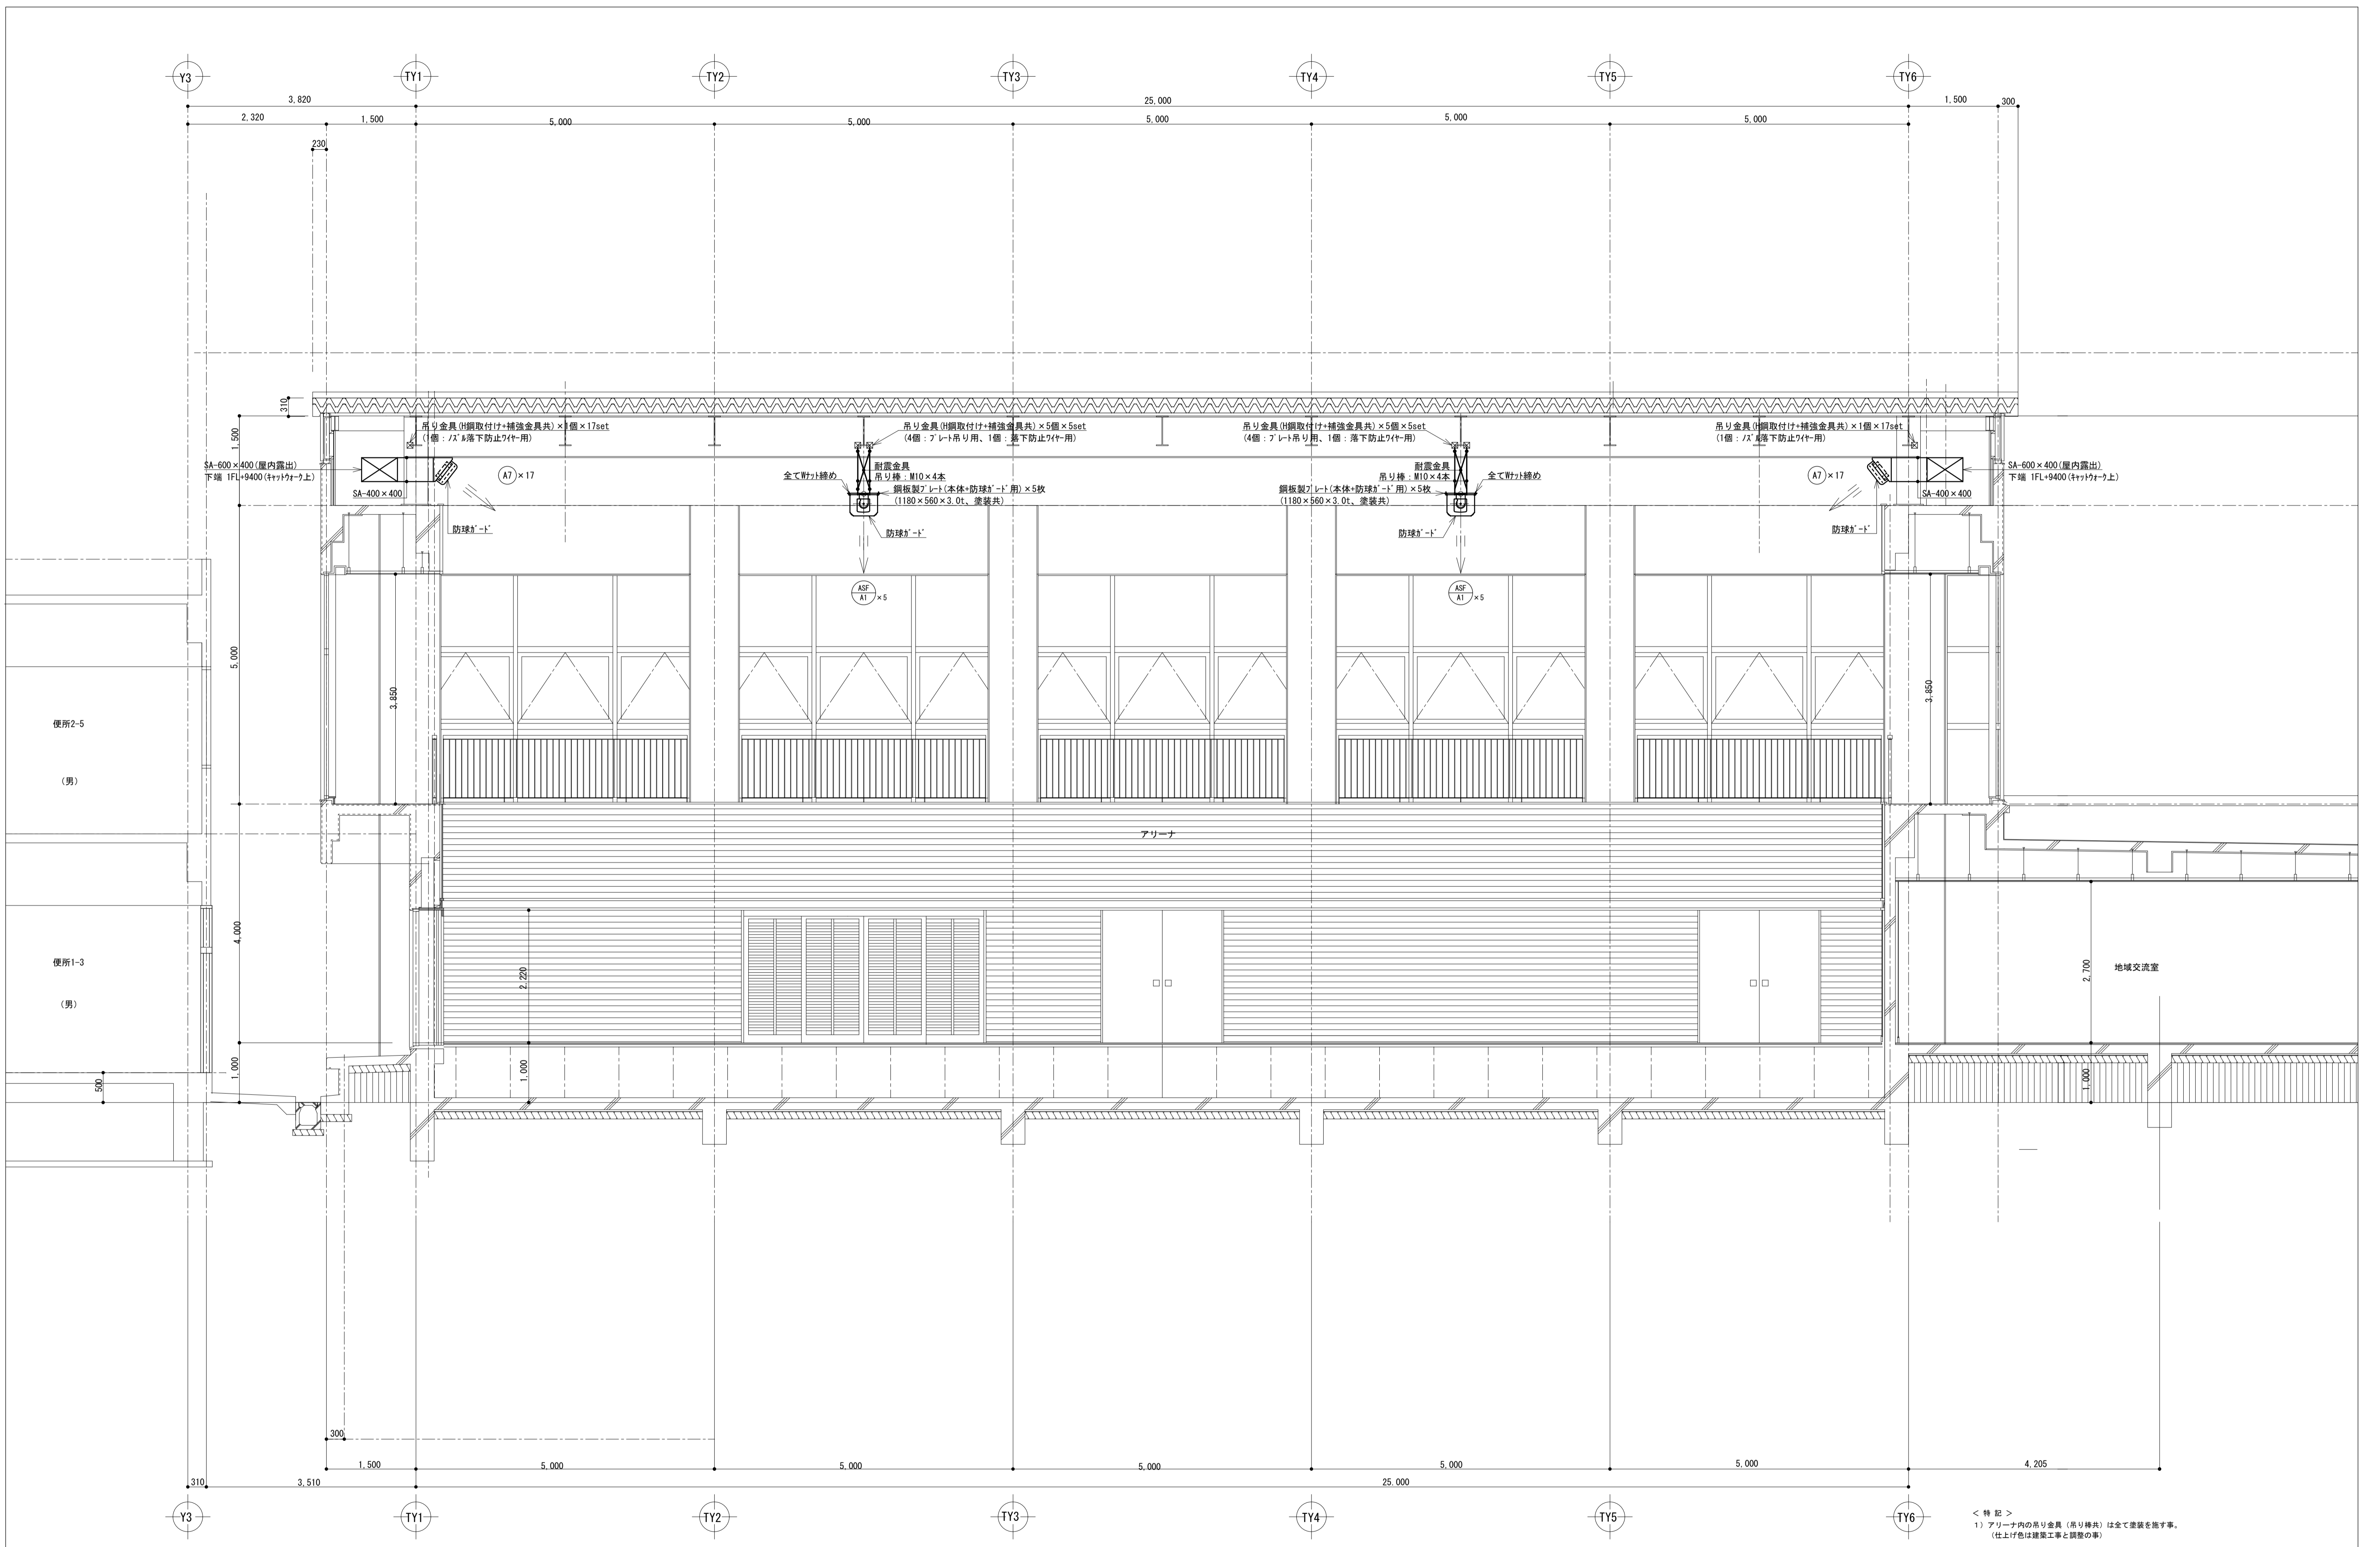 Y3
TY1
TY2
TY3
TY4
TY5
TY6
3,820
25,000
1,500
300
2,320
1,500
5,000
5,000
5,000
5,000
5,000
230
310
1,500
吊り金具(H鋼取付け+補強金具共)×1個×17set
(1個：ﾉｽﾞﾙ落下防止ﾜｲﾔｰ用)
吊り金具(H鋼取付け+補強金具共)×5個×5set
(4個：ﾌﾟﾚｰﾄ吊り用、1個：落下防止ﾜｲﾔｰ用)
吊り金具(H鋼取付け+補強金具共)×5個×5set
(4個：ﾌﾟﾚｰﾄ吊り用、1個：落下防止ﾜｲﾔｰ用)
吊り金具(H鋼取付け+補強金具共)×1個×17set
(1個：ﾉｽﾞﾙ落下防止ﾜｲﾔｰ用)
SA-600×400(屋内露出)
下端 1FL+9400(ｷｬｯﾄｳｫｰｸ上)
SA-400×400
A7 ×17
防球ｶﾞｰﾄﾞ
全てWﾅｯﾄ締め
耐震金具
吊り棒：M10×4本
鋼板製ﾌﾟﾚｰﾄ(本体+防球ｶﾞｰﾄﾞ用)×5枚
(1180×560×3.0t、塗装共)
防球ｶﾞｰﾄﾞ
ASF
A1 ×5
耐震金具
吊り棒：M10×4本
全てWﾅｯﾄ締め
鋼板製ﾌﾟﾚｰﾄ(本体+防球ｶﾞｰﾄﾞ用)×5枚
(1180×560×3.0t、塗装共)
防球ｶﾞｰﾄﾞ
ASF
A1 ×5
A7 ×17
SA-600×400(屋内露出)
下端 1FL+9400(ｷｬｯﾄｳｫｰｸ上)
SA-400×400
防球ｶﾞｰﾄﾞ
5,000
3,850
3,850
便所2-5
（男）
アリーナ
4,000
便所1-3
（男）
2,220
2,700
地域交流室
500
1,000
1,000
1,000
300
1,500
5,000
5,000
5,000
5,000
5,000
4,205
310
3,510
25,000
Y3
TY1
TY2
TY3
TY4
TY5
TY6
＜ 特 記 ＞
１）アリーナ内の吊り金具（吊り棒共）は全て塗装を施す事。
（仕上げ色は建築工事と調整の事）